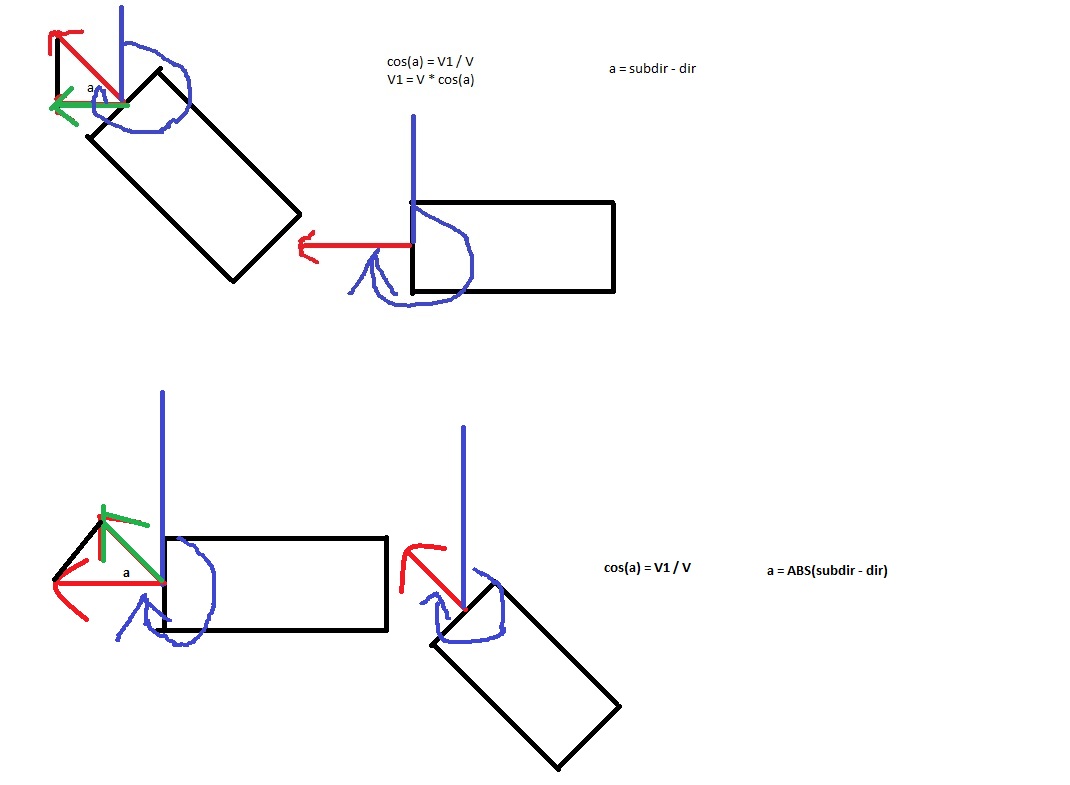 cos(a) = V1 / V
V1 = V * cos(a)
a = subdir - dir
a
a
cos(a) = V1 / V
a = ABS(subdir - dir)